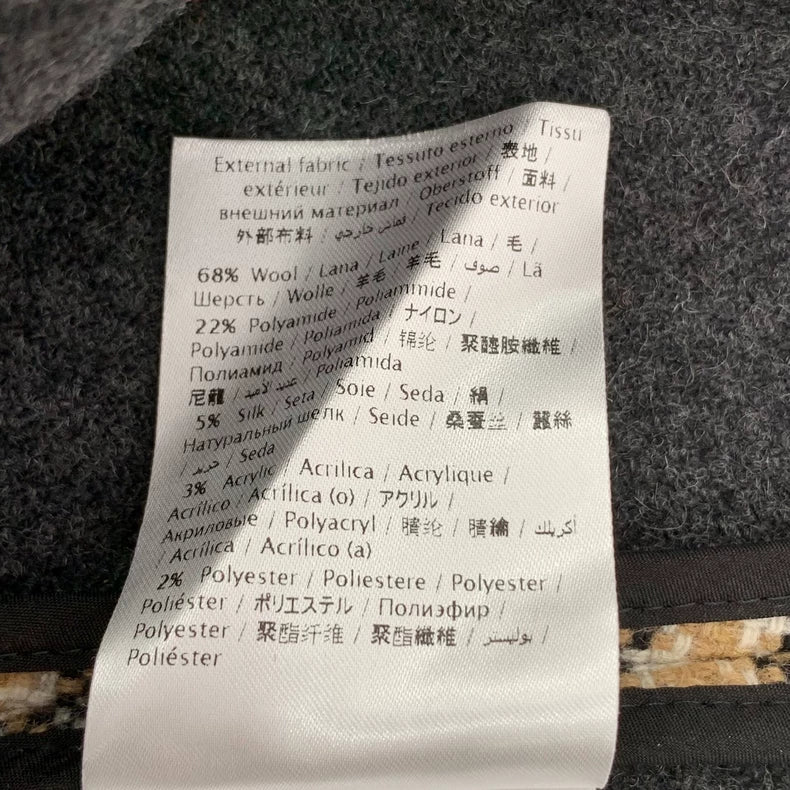 External fabric / Tessuto esterno / Tissu
extérieur / Tejido exterior / 表地 /
внешний материал / Oberstoff / 面料 /
外部布料 / قماش خارجي / Tecido exterior
68% Wool / Lana / Laine / Lana / 毛 /
Шерсть / Wolle / 羊毛 / 羊毛 / صوف / Lã
22% Polyamide / Poliammide /
Polyamide / Poliamida / ナイロン /
Полиамид / Polyamid / 锦纶 / 聚醯胺纖維 /
尼龍 / / Poliamida
5% Silk / Seta / Soie / Seda / 絹 /
Натуральный шелк / Seide / 桑蚕丝 / 蠶絲
/ حرير / Seda
3% Acrylic / Acrilica / Acrylique /
Acrílico / Acrílica (o) / アクリル /
Акриловые / Polyacryl / 腈纶 / 腈綸 / أكريلك
/ Acrílica / Acrílico (a)
2% Polyester / Poliestere / Polyester /
Poliéster / ポリエステル / Полиэфир /
Polyester / 聚酯纤维 / 聚酯纖維 / بوليستر /
Poliéster